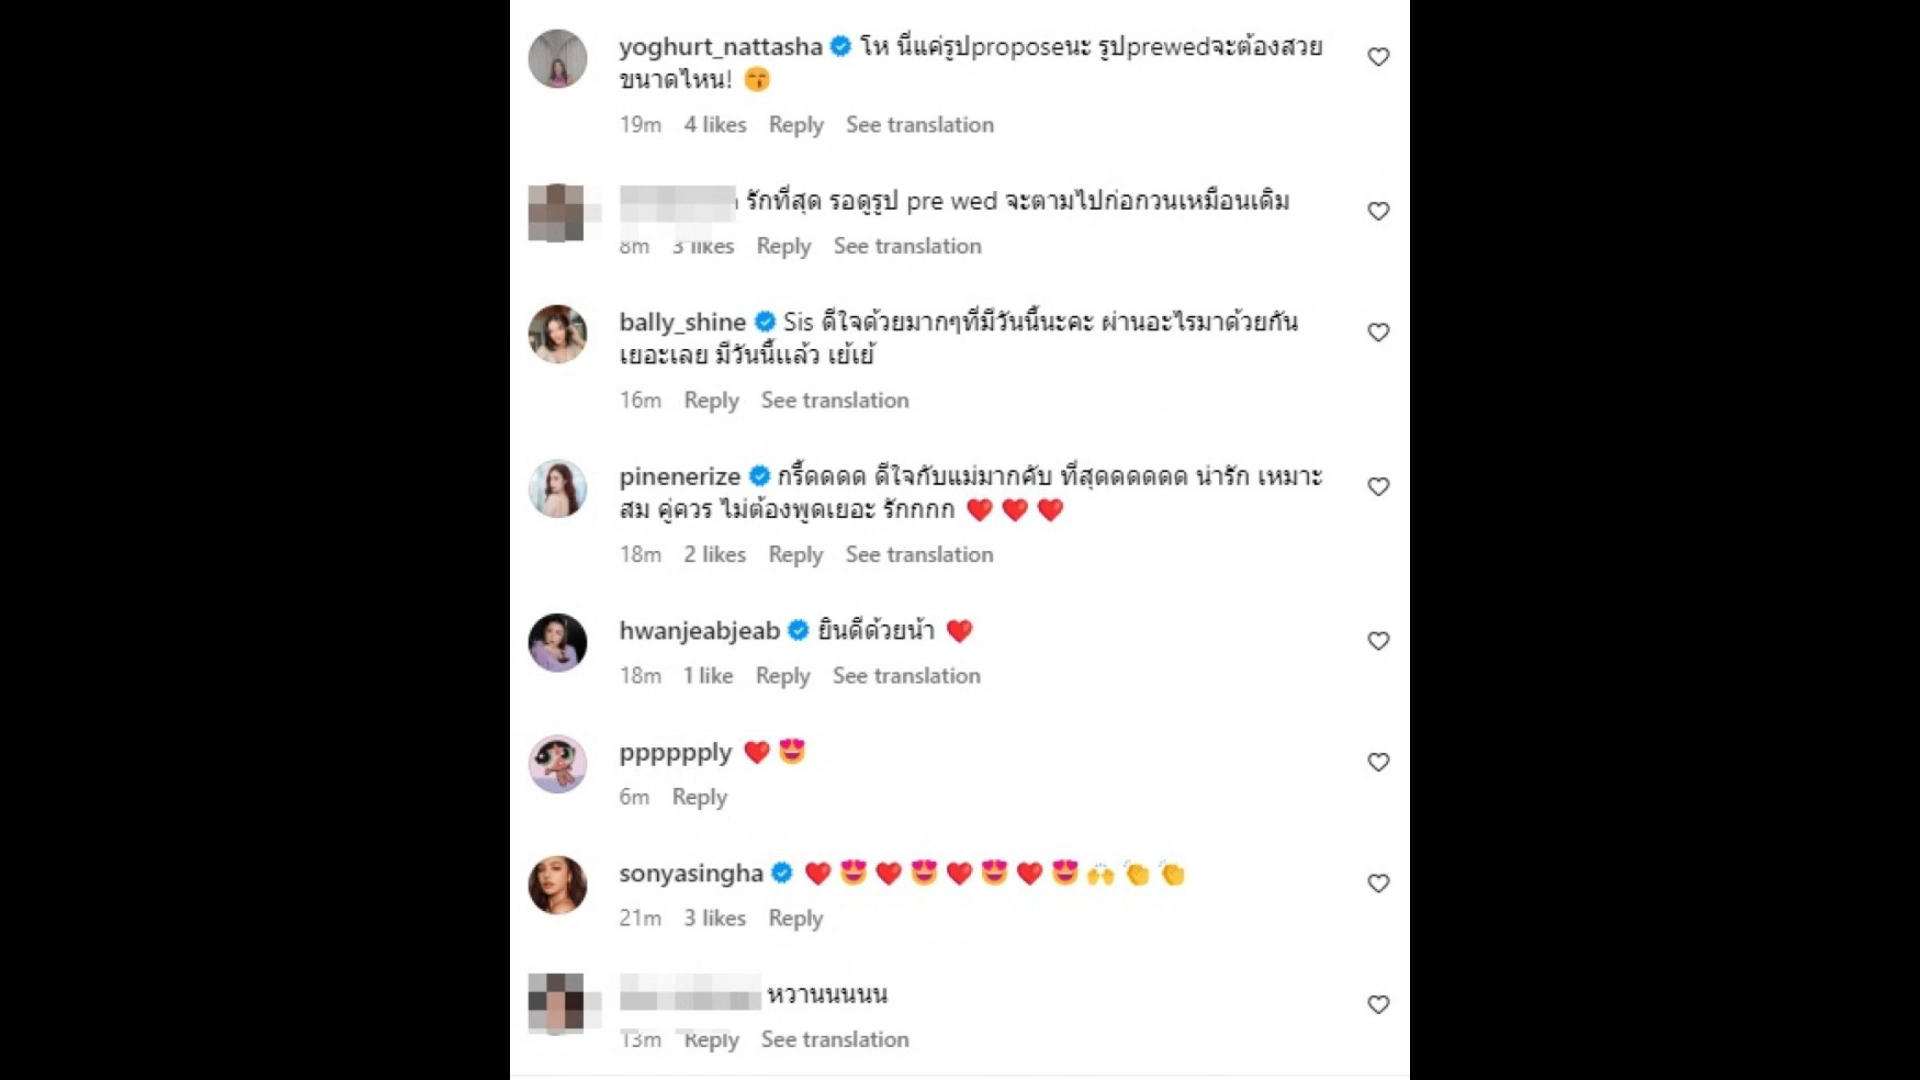 yoghurt_nattasha โห นี่แค่รูปproposeนะ รูปprewedจะต้องสวย
ขนาดไหน! 😙
19m 4 likes Reply See translation
รักที่สุด รอดูรูป pre wed จะตามไปก่อกวนเหมือนเดิม
8m 3 likes Reply See translation
bally_shine Sis ดีใจด้วยมากๆที่มีวันนี้นะคะ ผ่านอะไรมาด้วยกัน
เยอะเลย มีวันนี้แล้ว เย้เย้
16m Reply See translation
pinenerize กรี้ดดดด ดีใจกับแม่มากคับ ที่สุดดดดดด น่ารัก เหมาะ
สม คู่ควร ไม่ต้องพูดเยอะ รักกกก ❤️ ❤️ ❤️
18m 2 likes Reply See translation
hwanjeabjeab ยินดีด้วยน้า ❤️
18m 1 like Reply See translation
pppppply ❤️ 😍
6m Reply
sonyasingha ❤️ 😍 ❤️ 😍 ❤️ 😍 ❤️ 😍 🙌 👏 👏
21m 3 likes Reply
หวานนนนน
13m Reply See translation